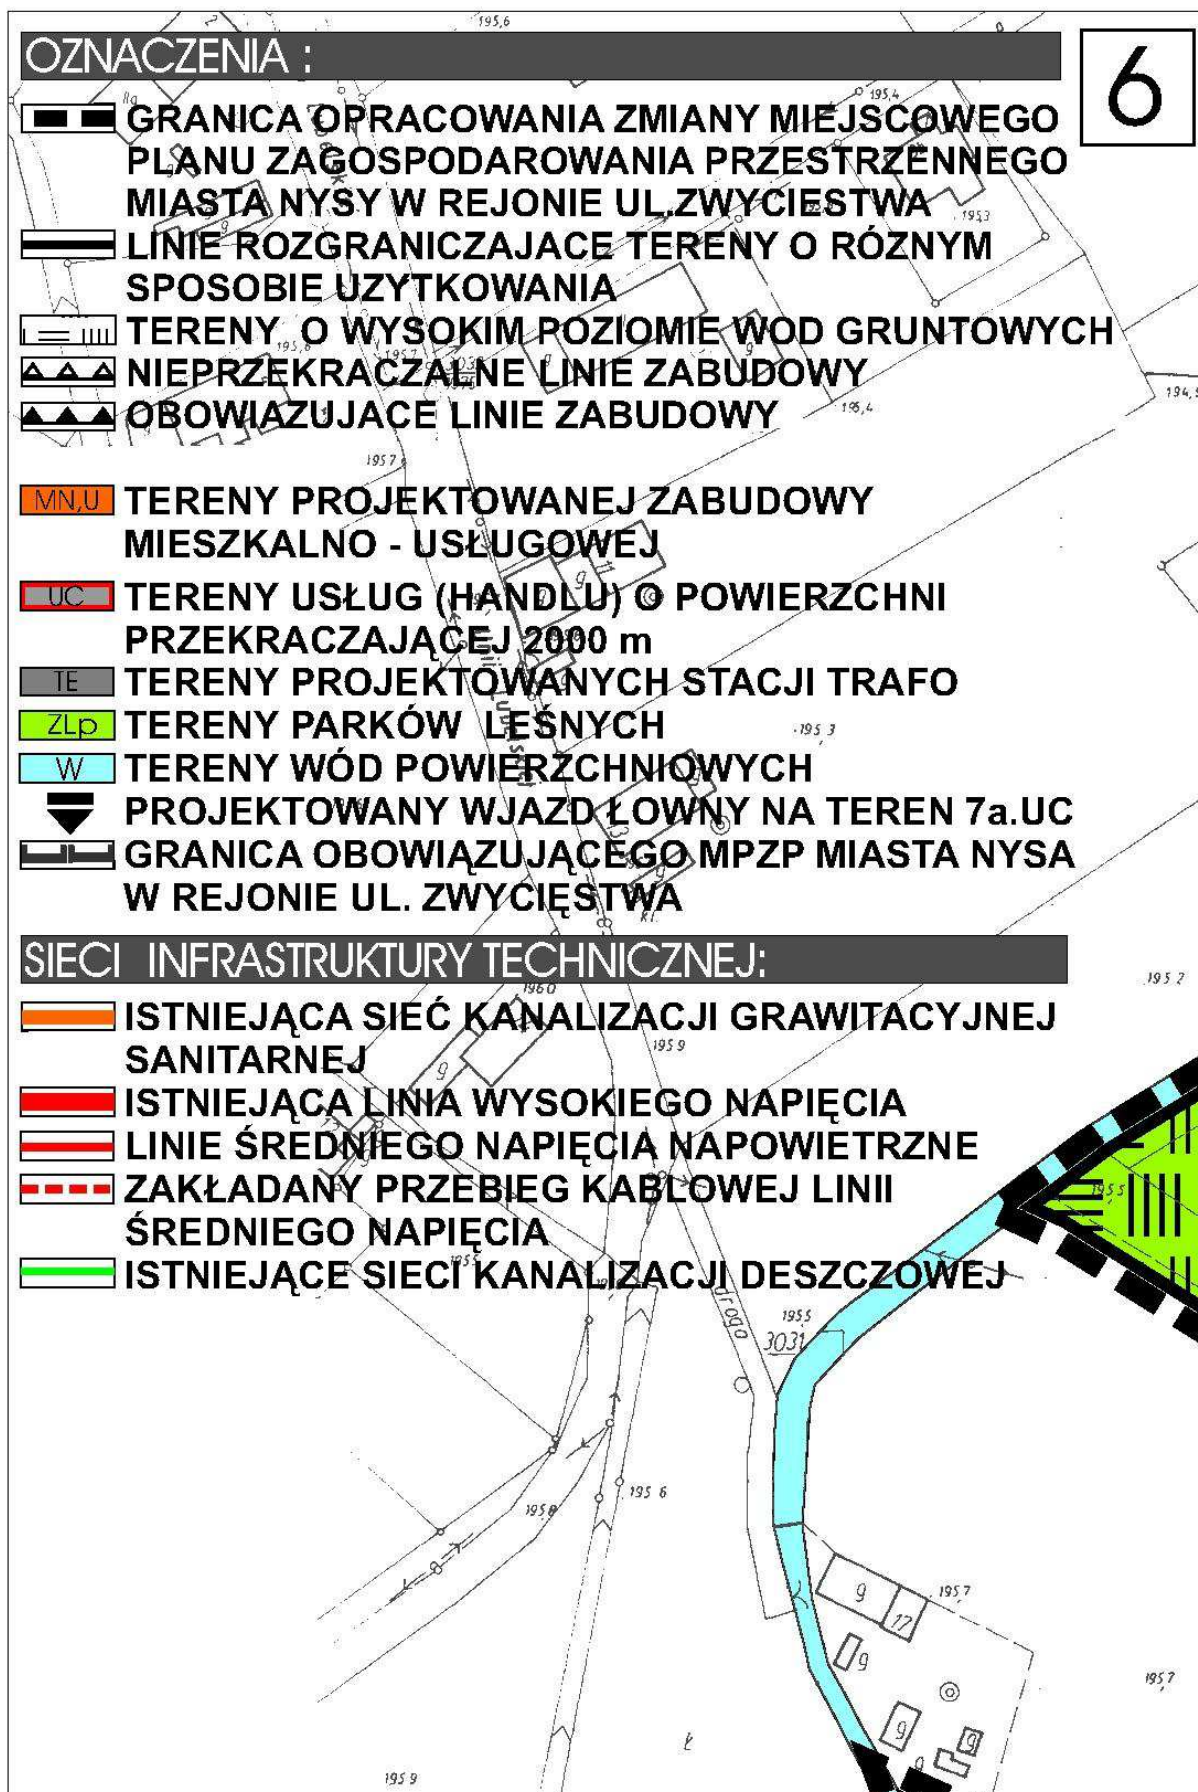 195,6
OZNACZENIA :
6
195,4
GRANICA OPRACOWANIA ZMIANY MIEJSCOWEGO
PLANU ZAGOSPODAROWANIA PRZESTRZENNEGO
MIASTA NYSY W REJONIE UL.ZWYCIESTWA
195,3
LINIE ROZGRANICZAJACE TERENY O RÓZNYM
SPOSOBIE UZYTKOWANIA
TERENY O WYSOKIM POZIOMIE WOD GRUNTOWYCH
NIEPRZEKRACZALNE LINIE ZABUDOWY
OBOWIAZUJACE LINIE ZABUDOWY
1957
MN,U TERENY PROJEKTOWANEJ ZABUDOWY
MIESZKALNO - USŁUGOWEJ
UC TERENY USŁUG (HANDLU) O POWIERZCHNI
PRZEKRACZAJĄCEJ 2000 m
TE TERENY PROJEKTOWANYCH STACJI TRAFO
ZLp TERENY PARKÓW LEŚNYCH
195 3
W TERENY WÓD POWIERZCHNIOWYCH
PROJEKTOWANY WJAZD ŁOWNY NA TEREN 7a.UC
GRANICA OBOWIĄZUJĄCEGO MPZP MIASTA NYSA
W REJONIE UL. ZWYCIĘSTWA
kl.
SIECI INFRASTRUKTURY TECHNICZNEJ:
195 2
1960
ISTNIEJĄCA SIEĆ KANALIZACJI GRAWITACYJNEJ
SANITARNEJ
195 9
g
ISTNIEJĄCA LINIA WYSOKIEGO NAPIĘCIA
LINIE ŚREDNIEGO NAPIĘCIA NAPOWIETRZNE
ZAKŁADANY PRZEBIEG KABLOWEJ LINII
ŚREDNIEGO NAPIĘCIA
195,5
ISTNIEJĄCE SIECI KANALIZACJI DESZCZOWEJ
droga
195,5
3031
195 6
195,8
g
12
195,7
g
195,7
g
g
g
Ł
195 9